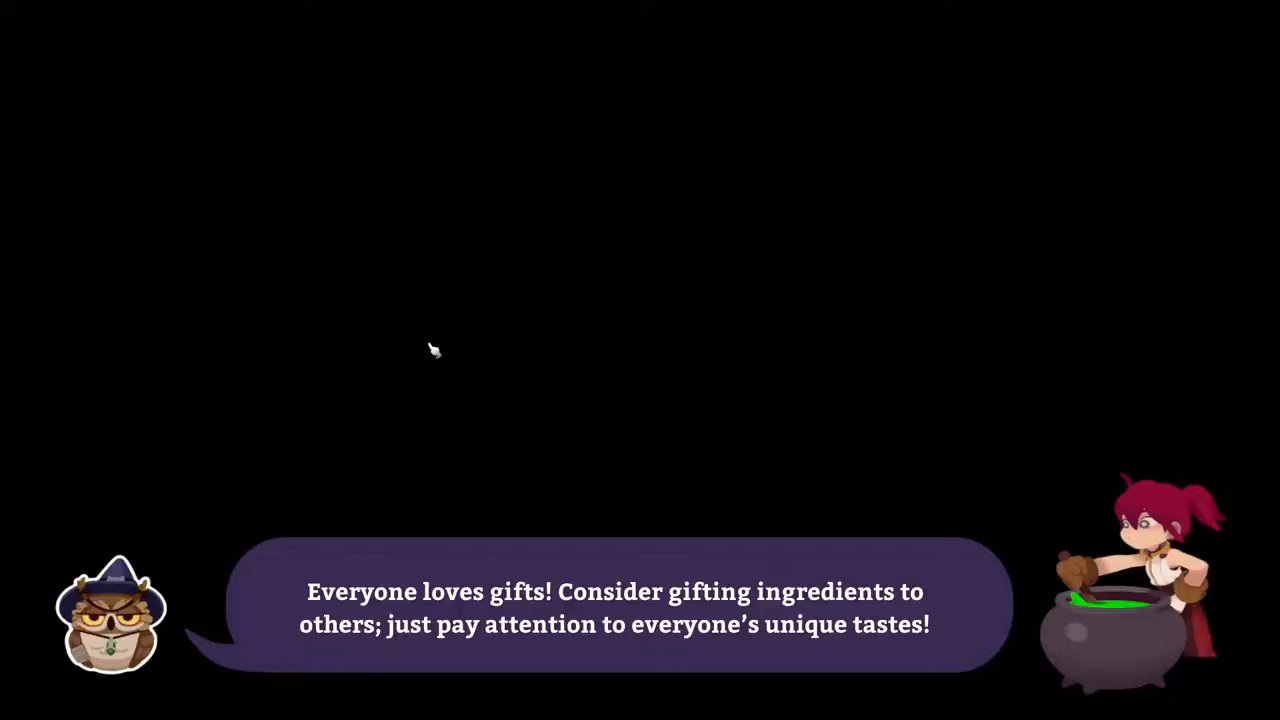 Everyone loves gifts! Consider gifting ingredients to
others; just pay attention to everyone’s unique tastes!